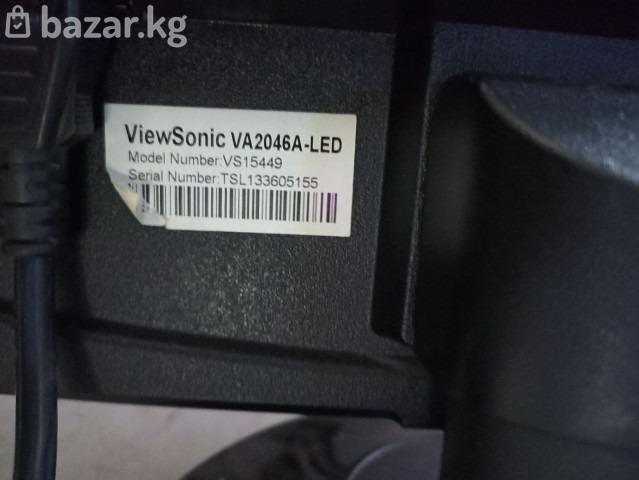 bazar.kg
ViewSonic VA2046A-LED
Model Number:VS15449
Serial Number:TSL133605155